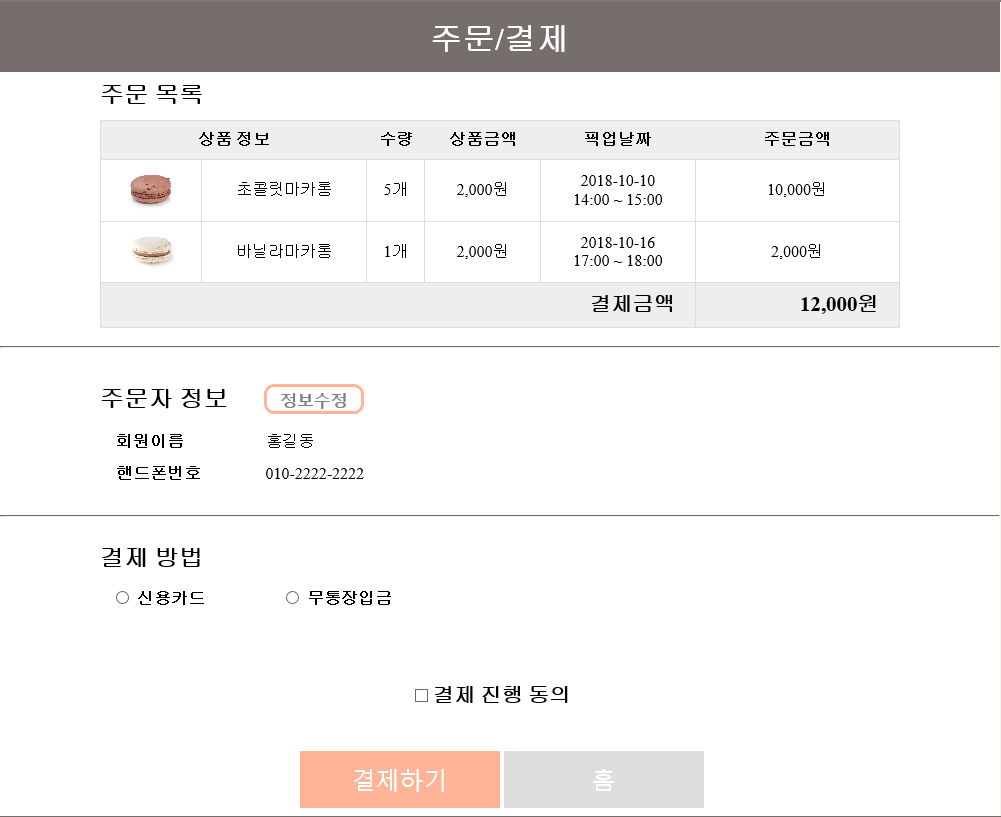 주문/결제
주문 목록
상품 정보 수량 상품금액 픽업날짜 주문금액
초콜릿마카롱 5개 2,000원 2018-10-10 14:00 ~ 15:00 10,000원
바닐라마카롱 1개 2,000원 2018-10-16 17:00 ~ 18:00 2,000원
결제금액 12,000원
주문자 정보 정보수정
회원이름 홍길동
핸드폰번호 010-2222-2222
결제 방법
신용카드 무통장입금
결제 진행 동의
결제하기 홈